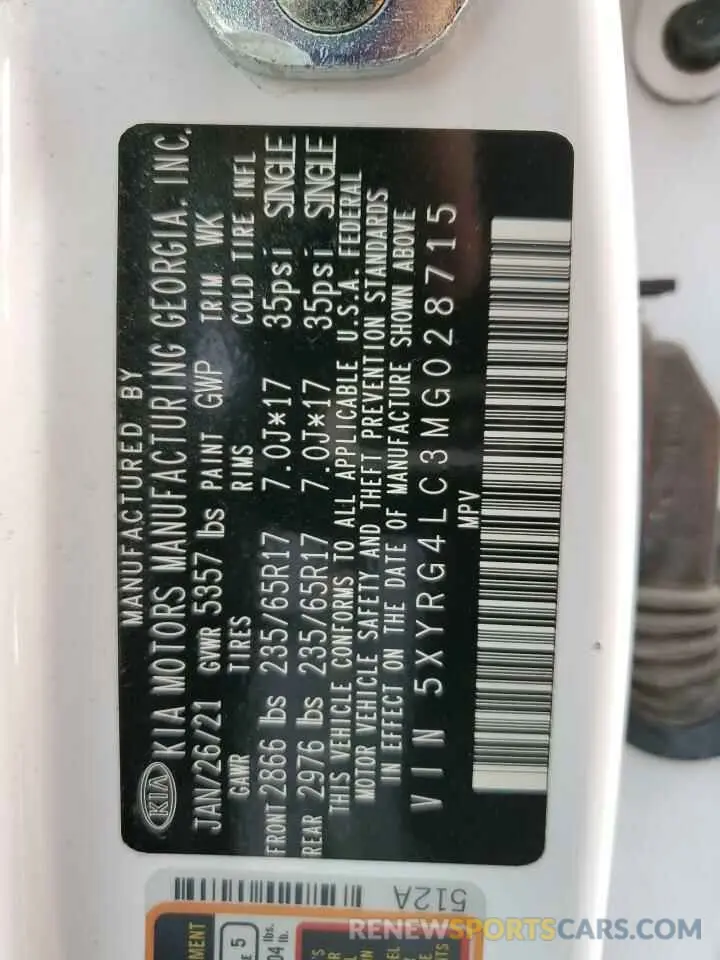 MANUFACTURED BY
KIA KIA MOTORS MANUFACTURING GEORGIA, INC.
JAN/26/21 GVWR 5357 lbs PAINT GWP TRIM WK
GAWR TIRES RIMS COLD TIRE INFL
FRONT 2866 lbs 235/65R17 7.0J*17 35psi SINGLE
REAR 2976 lbs 235/65R17 7.0J*17 35psi SINGLE
THIS VEHICLE CONFORMS TO ALL APPLICABLE U.S.A. FEDERAL
MOTOR VEHICLE SAFETY AND THEFT PREVENTION STANDARDS
IN EFFECT ON THE DATE OF MANUFACTURE SHOWN ABOVE
VIN 5XYRG4LC3MG028715
MPV
512A
5
RENEWSPORTSCARS.COM